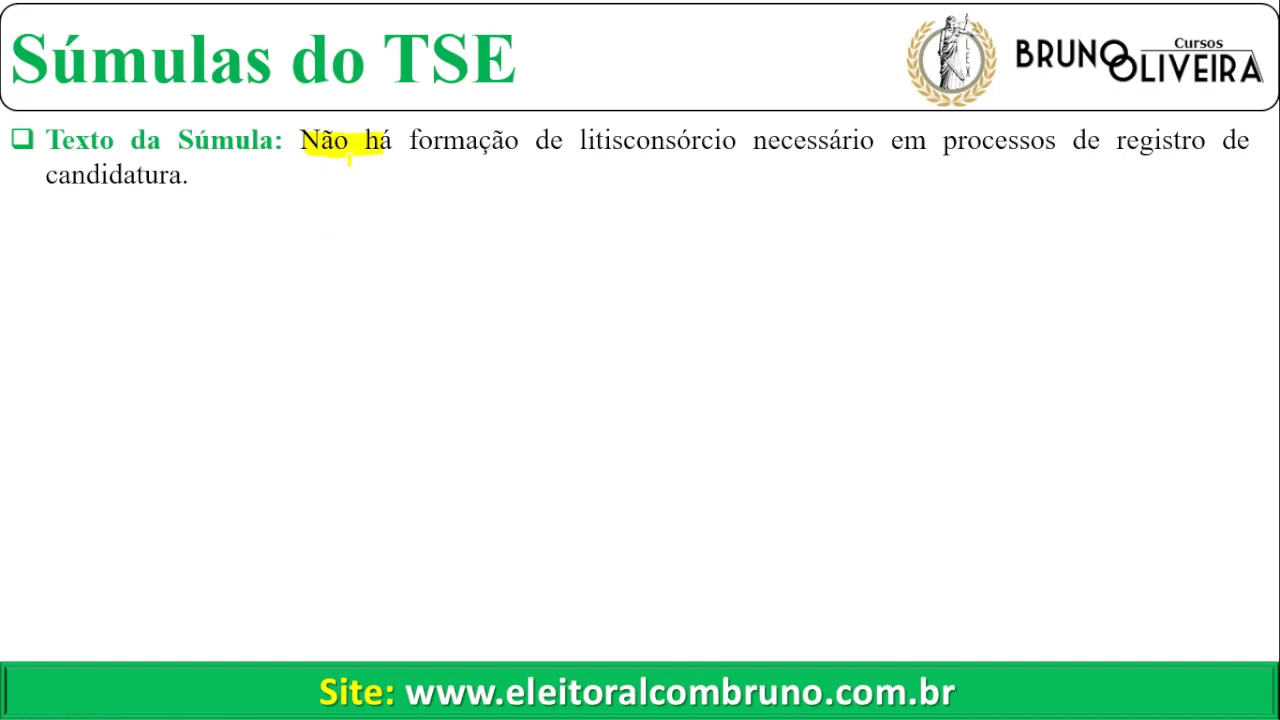 Súmulas do TSE
LEX
Cursos
BRUNO
OLIVEIRA
Texto da Súmula: Não há formação de litisconsórcio necessário em processos de registro de
candidatura.
Site: www.eleitoralcombruno.com.br